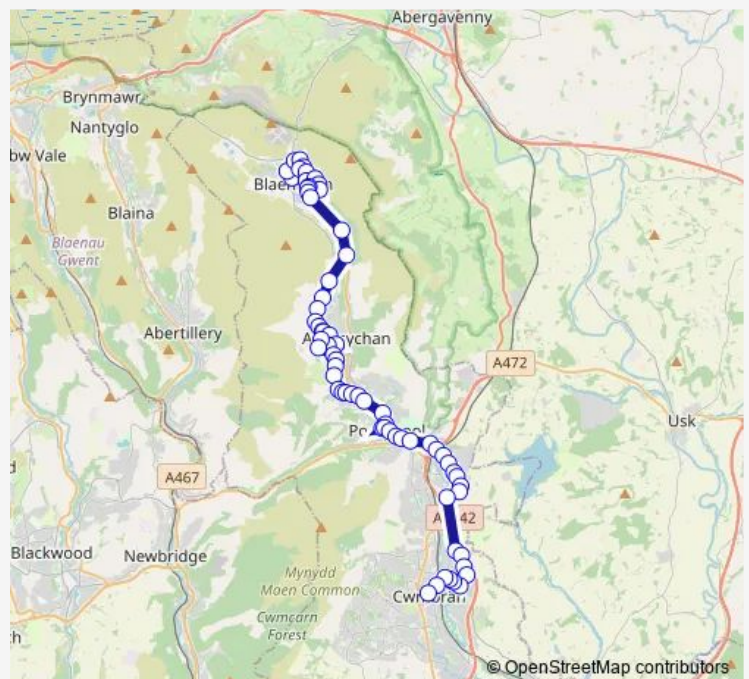 Abergavenny
Brynmawr
Nantyglo
bw Vale
Blaina
Blaenau
Gwent
Abertillery
A472
Usk
A467
Blackwood
Newbridge
Mynydd
Maen Common
Cwmcarn
Forest
© OpenStreetMap contributors